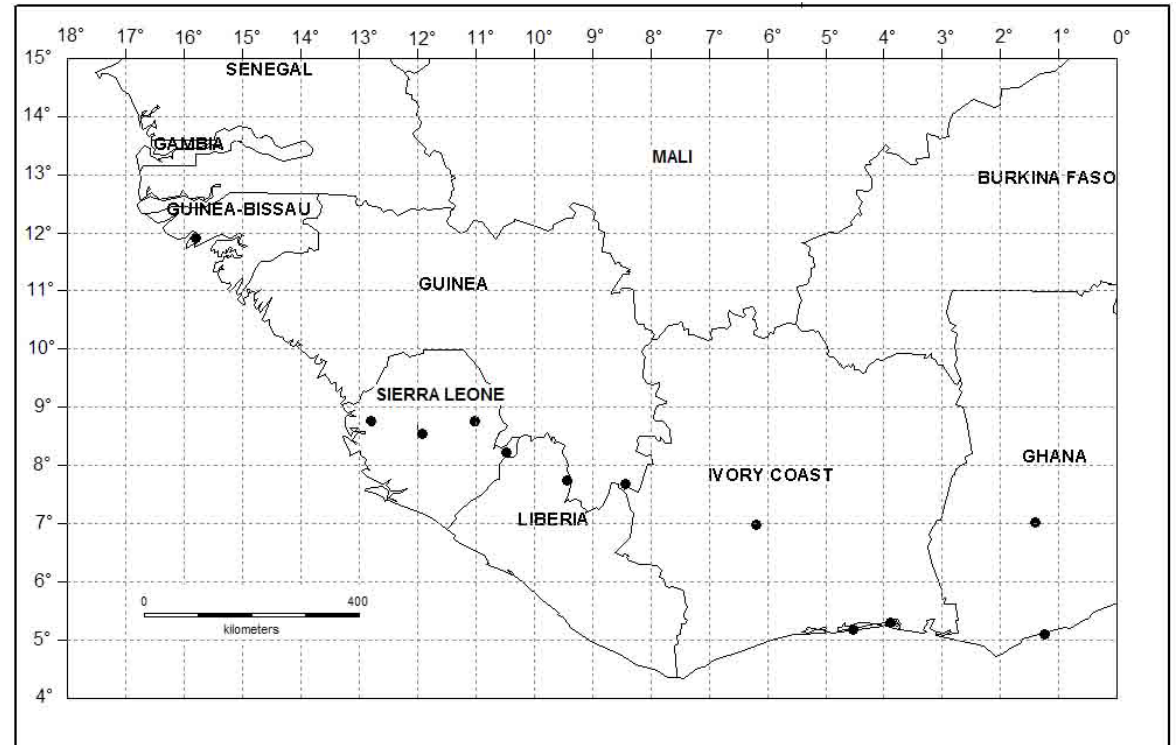 18° 17° 16° 15° 14° 13° 12° 11° 10° 9° 8° 7° 6° 5° 4° 3° 2° 1° 0°
15°
SENEGAL
14°
GAMBIA
MALI
13°
BURKINA FASO
GUINEA-BISSAU
12°
GUINEA
11°
10°
SIERRA LEONE
9°
GHANA
8°
IVORY COAST
LIBERIA
7°
6°
0 400
kilometers
5°
4°